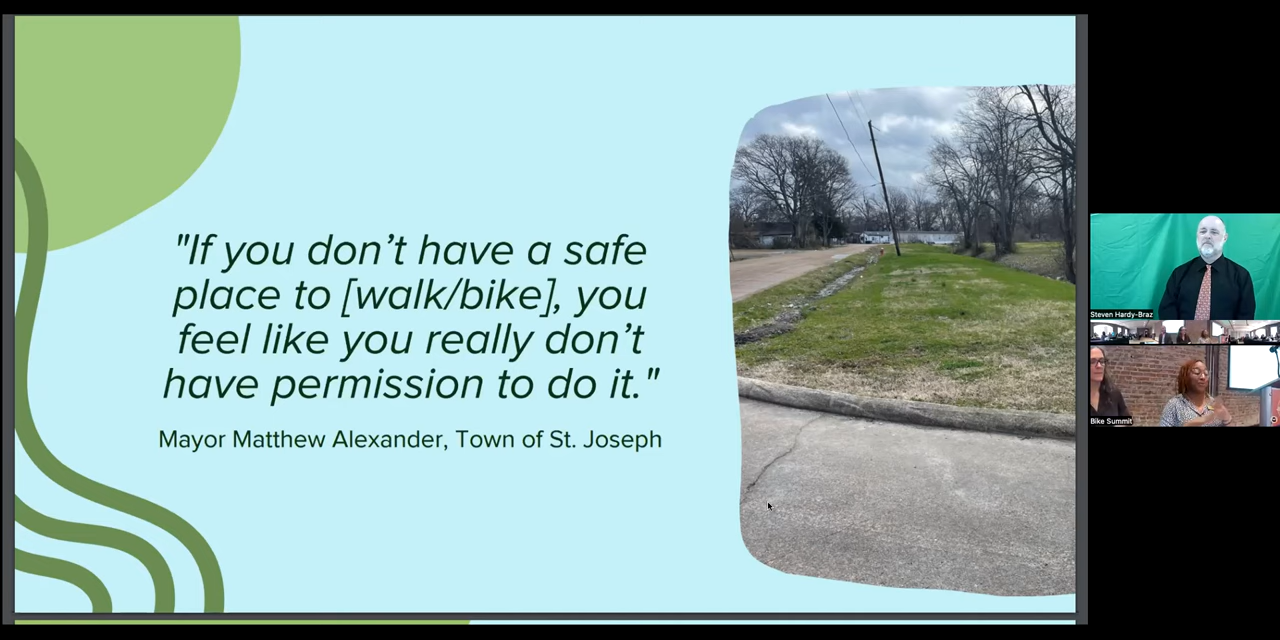 "If you don’t have a safe
place to [walk/bike], you
feel like you really don’t
have permission to do it."
Mayor Matthew Alexander, Town of St. Joseph
Steven Hardy-Braz
Bike Summit